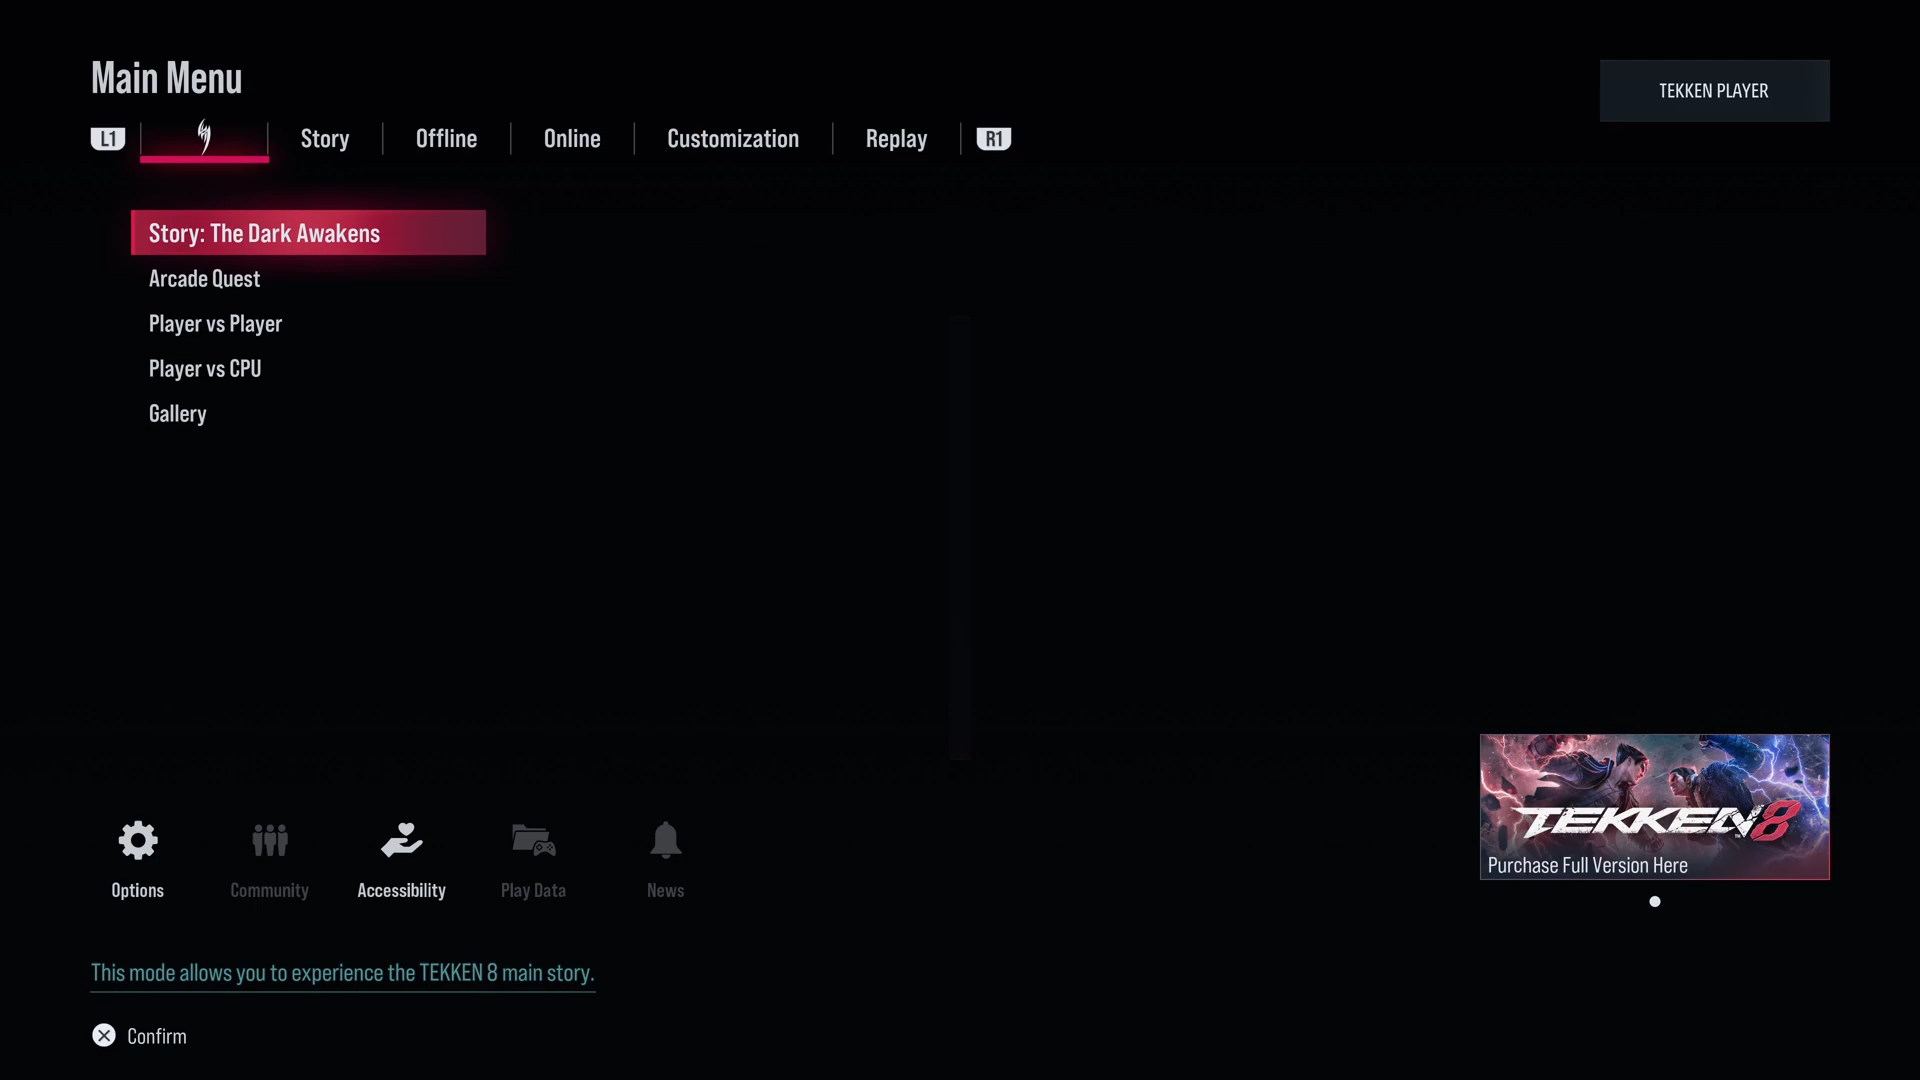 Main Menu
TEKKEN PLAYER
L1
Story
Offline
Online
Customization
Replay
R1
Story: The Dark Awakens
Arcade Quest
Player vs Player
Player vs CPU
Gallery
TEKKEN 8
Purchase Full Version Here
Options
Community
Accessibility
Play Data
News
This mode allows you to experience the TEKKEN 8 main story.
Confirm